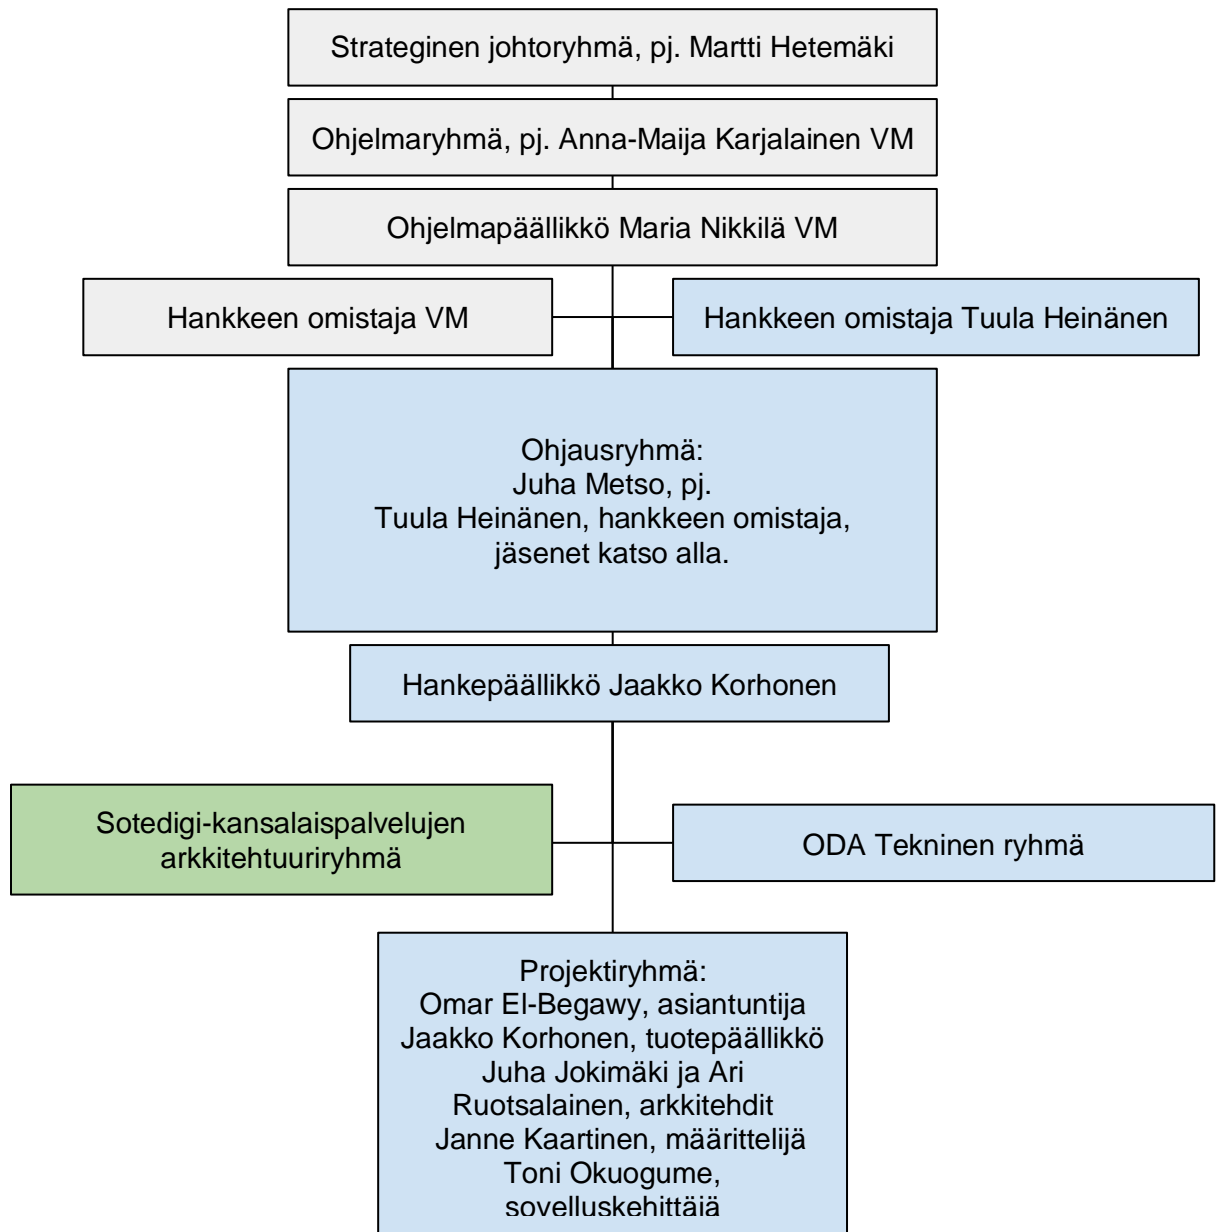 Strateginen johtoryhmä, pj. Martti Hetemäki
Ohjelmaryhmä, pj. Anna-Maija Karjalainen VM
Ohjelmapäällikkö Maria Nikkilä VM
Hankkeen omistaja VM
Hankkeen omistaja Tuula Heinänen
Ohjausryhmä:
Juha Metso, pj.
Tuula Heinänen, hankkeen omistaja,
jäsenet katso alla.
Hankepäällikkö Jaakko Korhonen
Sotedigi-kansalaispalvelujen
arkkitehtuuriryhmä
ODA Tekninen ryhmä
Projektiryhmä:
Omar El-Begawy, asiantuntija
Jaakko Korhonen, tuotepäällikkö
Juha Jokimäki ja Ari
Ruotsalainen, arkkitehdit
Janne Kaartinen, määrittelijä
Toni Okuogume,
sovelluskehittäjä